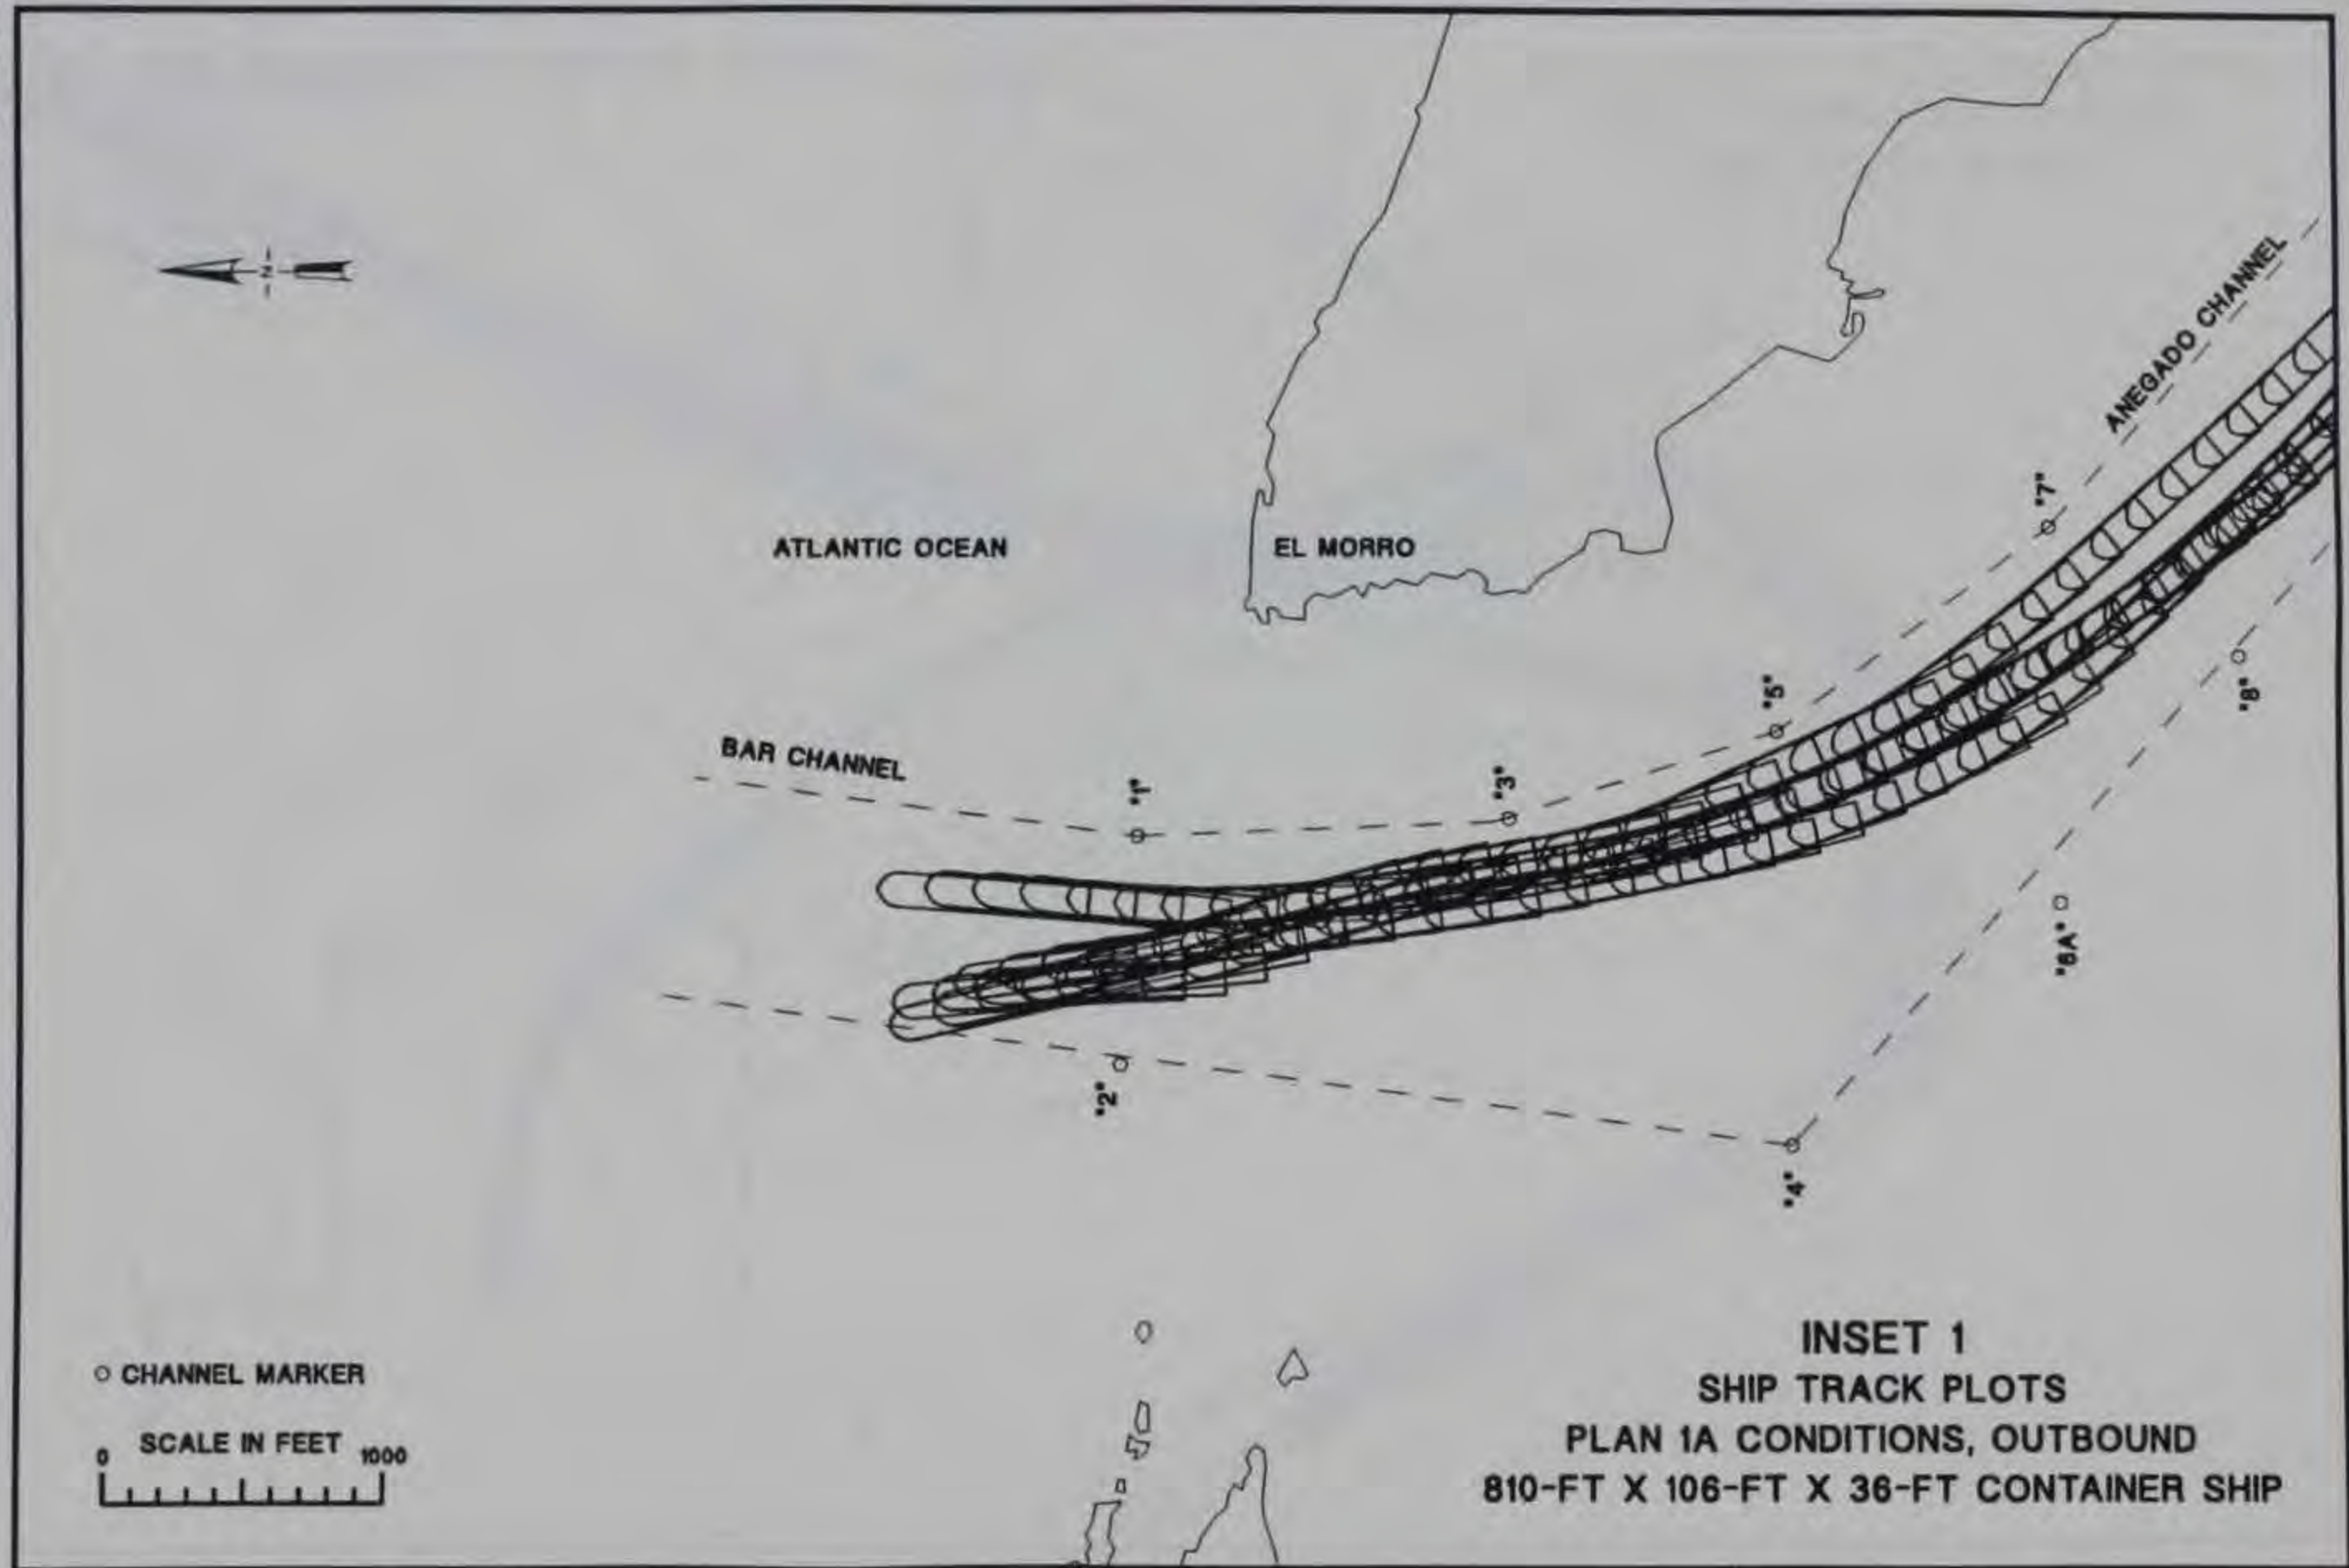 N
ANEGADO CHANNEL
"7"
ATLANTIC OCEAN
EL MORRO
"5"
"8"
BAR CHANNEL
"1"
"3"
"6A"
"2"
"4"
CHANNEL MARKER
SCALE IN FEET
0 1000
INSET 1
SHIP TRACK PLOTS
PLAN 1A CONDITIONS, OUTBOUND
810-FT X 106-FT X 36-FT CONTAINER SHIP